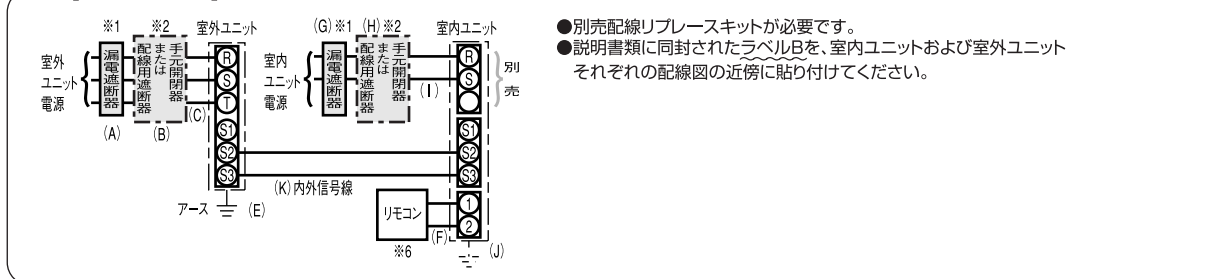 ※1
※2
室外ユニット
(G)※1
(H)※2
室内ユニット
●別売配線リプレースキットが必要です。
●説明書類に同封されたラベルBを、室内ユニットおよび室外ユニット
それぞれの配線図の近傍に貼り付けてください。
室外
ユニット
電源
漏電遮断器
手元開閉器
または
配線用遮断器
R
S
T
S1
S2
S3
(A)
(B)
(C)
室内
ユニット
電源
漏電遮断器
手元開閉器
または
配線用遮断器
(I)
R
S
別売
S1
S2
S3
(K)内外信号線
アース
(E)
リモコン
1
2
(F)
※6
(J)